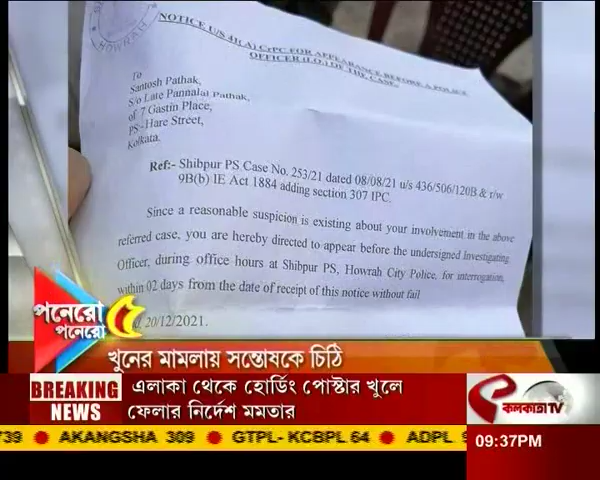 HOWRAH
NOTICE U/S 41(A) CrPC FOR APPEARANCE BEFORE A POLICE
OFFICER (I.O.) OF THE CASE.
To
Santosh Pathak,
S/o Late Pannalal Pathak,
of 7 Gastin Place,
PS-Hare Street,
Kolkata.
Ref:- Shibpur PS Case No. 253/21 dated 08/08/21 u/s 436/506/120B & r/w
9B(b) IE Act 1884 adding section 307 IPC.
Since a reasonable suspicion is existing about your involvement in the above
referred case, you are hereby directed to appear before the undersigned Investigating
Officer, during office hours at Shibpur PS, Howrah City Police, for interrogation,
within 02 days from the date of receipt of this notice without fail
20/12/2021.
পনেরো
পনেরো ৫
খুনের মামলায় সন্তোষকে চিঠি
BREAKING
NEWS
এলাকা থেকে হোর্ডিং পোস্টার খুলে
ফেলার নির্দেশ মমতার
কলকাতা TV
739 AKANGSHA 309 GTPL- KCBPL 64 ADPL 9
09:37PM